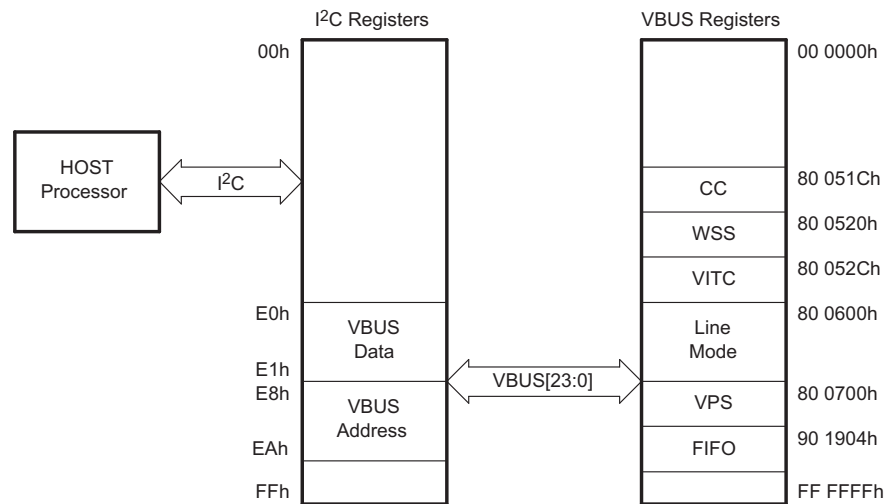 I²C Registers
VBUS Registers
00h
00 0000h
HOST
Processor
I²C
CC
80 051Ch
WSS
80 0520h
VITC
80 052Ch
E0h
VBUS
Data
E1h
Line
Mode
80 0600h
VBUS[23:0]
E8h
VBUS
Address
EAh
VPS
80 0700h
FIFO
90 1904h
FFh
FF FFFFh